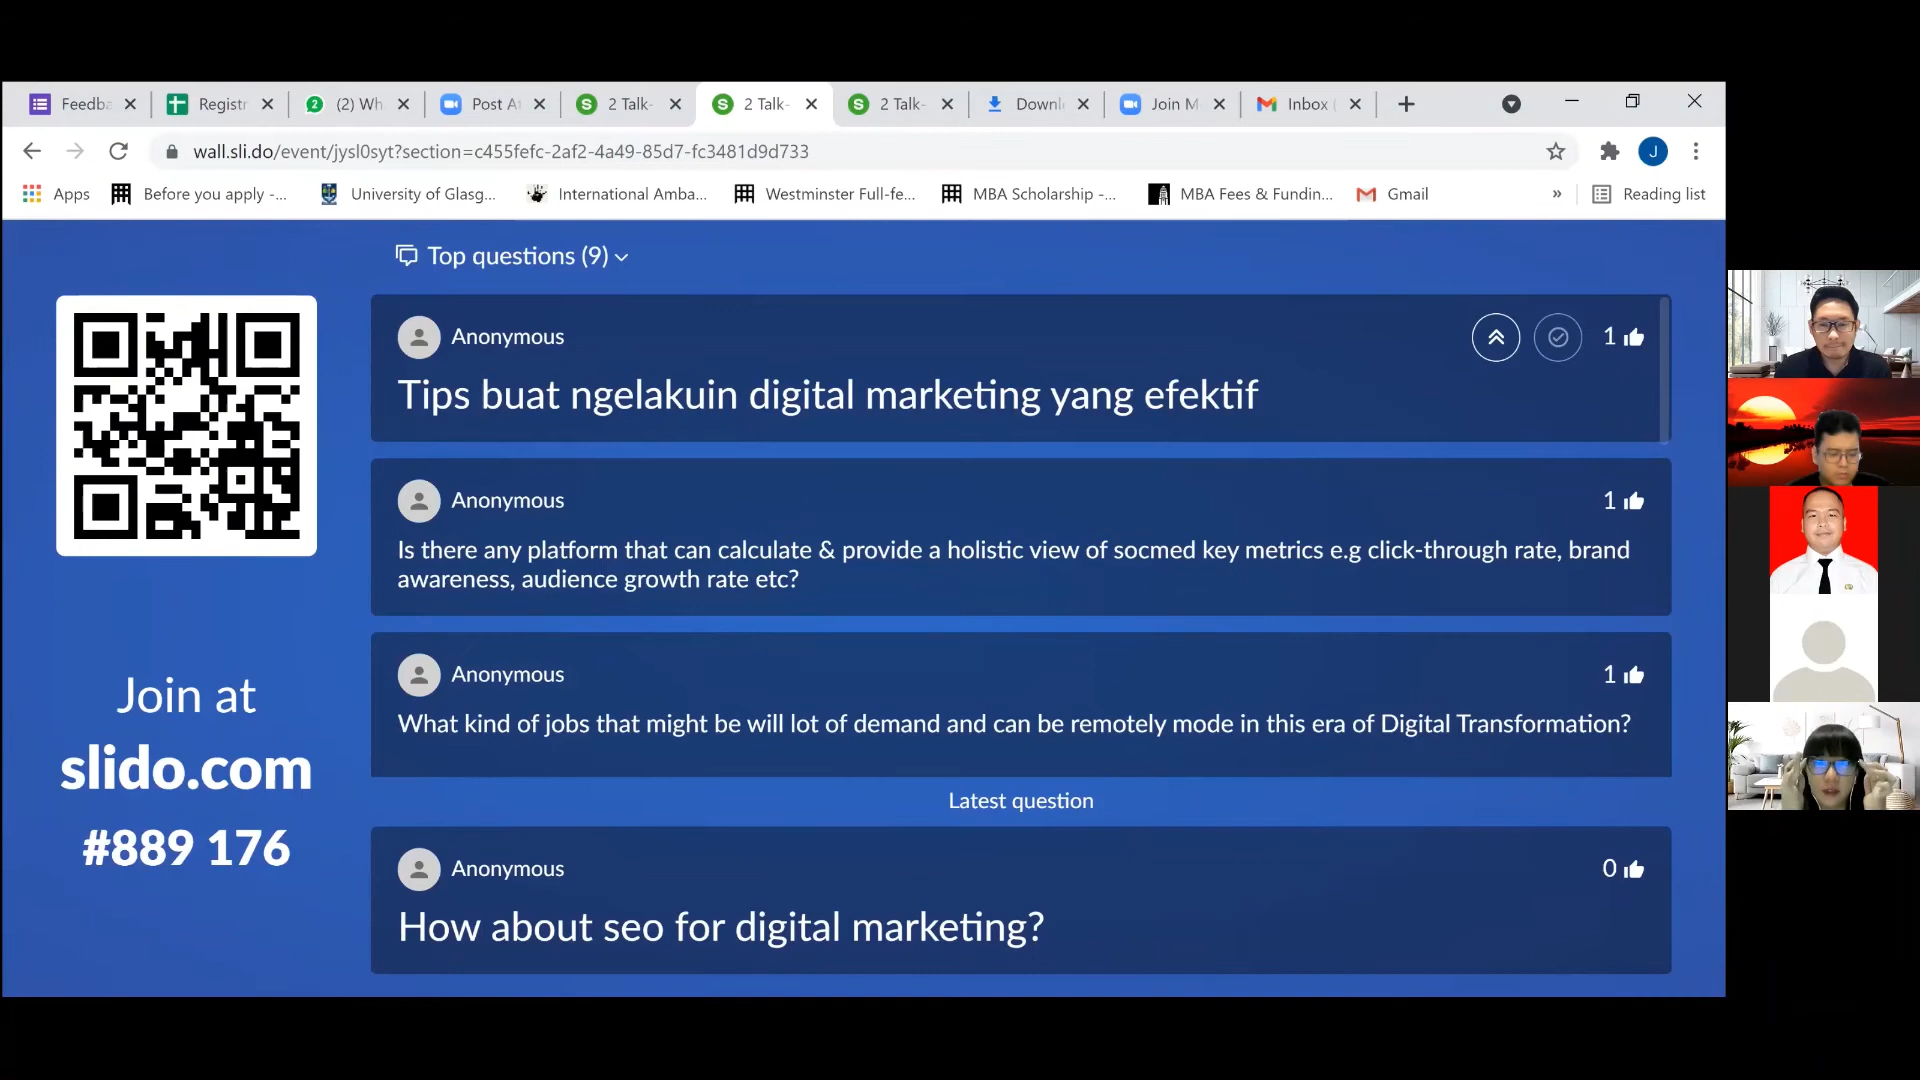 Feedba
Registr
(2) Wh
Post At
2 Talk-
2 Talk-
2 Talk-
Downl
Join M
Inbox (
wall.sli.do/event/jysl0syt?section=c455fefc-2af2-4a49-85d7-fc3481d9d733
J
Apps
Before you apply -...
University of Glasg...
International Amba...
Westminster Full-fe...
MBA Scholarship -...
MBA Fees & Fundin...
Gmail
»
Reading list
Top questions (9)
Anonymous
1
Tips buat ngelakuin digital marketing yang efektif
Anonymous
1
Is there any platform that can calculate & provide a holistic view of socmed key metrics e.g click-through rate, brand
awareness, audience growth rate etc?
Anonymous
1
What kind of jobs that might be will lot of demand and can be remotely mode in this era of Digital Transformation?
Latest question
Anonymous
0
How about seo for digital marketing?
Join at
slido.com
#889 176